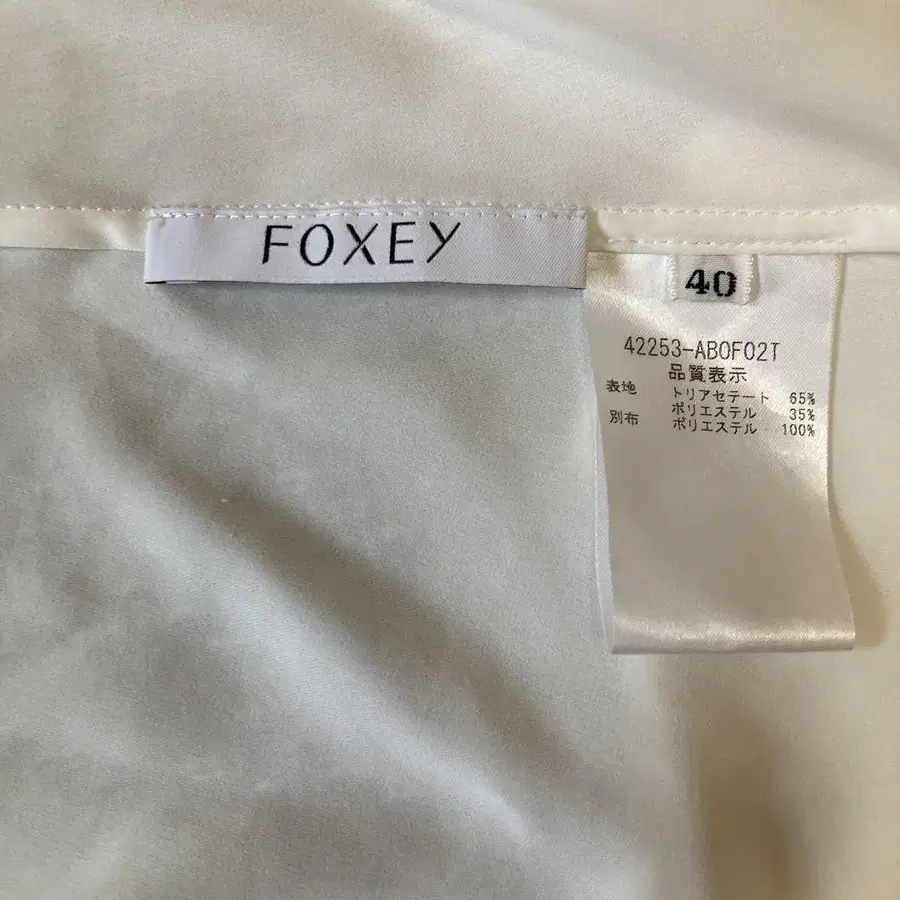 FOXEY
40
42253-AB0F02T
品質表示
表地 トリアセテート 65%
ポリエステル 35%
別布 ポリエステル 100%